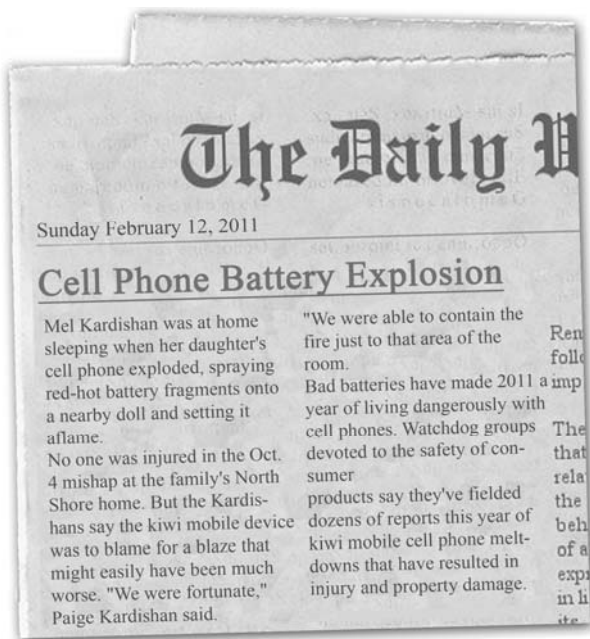 The Daily
Sunday February 12, 2011
Cell Phone Battery Explosion
Mel Kardishan was at home
sleeping when her daughter's
cell phone exploded, spraying
red-hot battery fragments onto
a nearby doll and setting it
aflame.
No one was injured in the Oct.
4 mishap at the family's North
Shore home. But the Kardis-
hans say the kiwi mobile device
was to blame for a blaze that
might easily have been much
worse. "We were fortunate,"
Paige Kardishan said.
"We were able to contain the
fire just to that area of the
room.
Bad batteries have made 2011 a
year of living dangerously with
cell phones. Watchdog groups
devoted to the safety of con-
sumer
products say they've fielded
dozens of reports this year of
kiwi mobile cell phone melt-
downs that have resulted in
injury and property damage.
The
that
the
of a
in